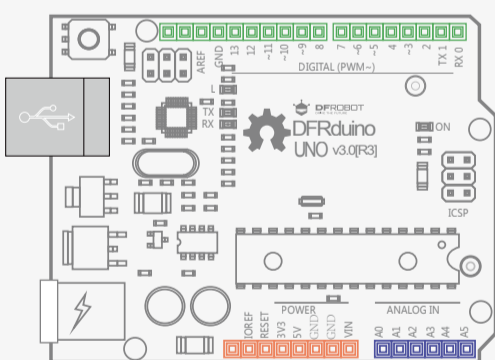 AREF
GND
13
12
~11
~10
~9
8
7
~6
~5
4
~3
2
TX 1
RX 0
DIGITAL (PWM~)
L
TX
RX
DFROBOT
DFRduino
UNO v3.0[R3]
ON
ICSP
POWER
ANALOG IN
IOREF
RESET
3V3
5V
GND
GND
VIN
A0
A1
A2
A3
A4
A5